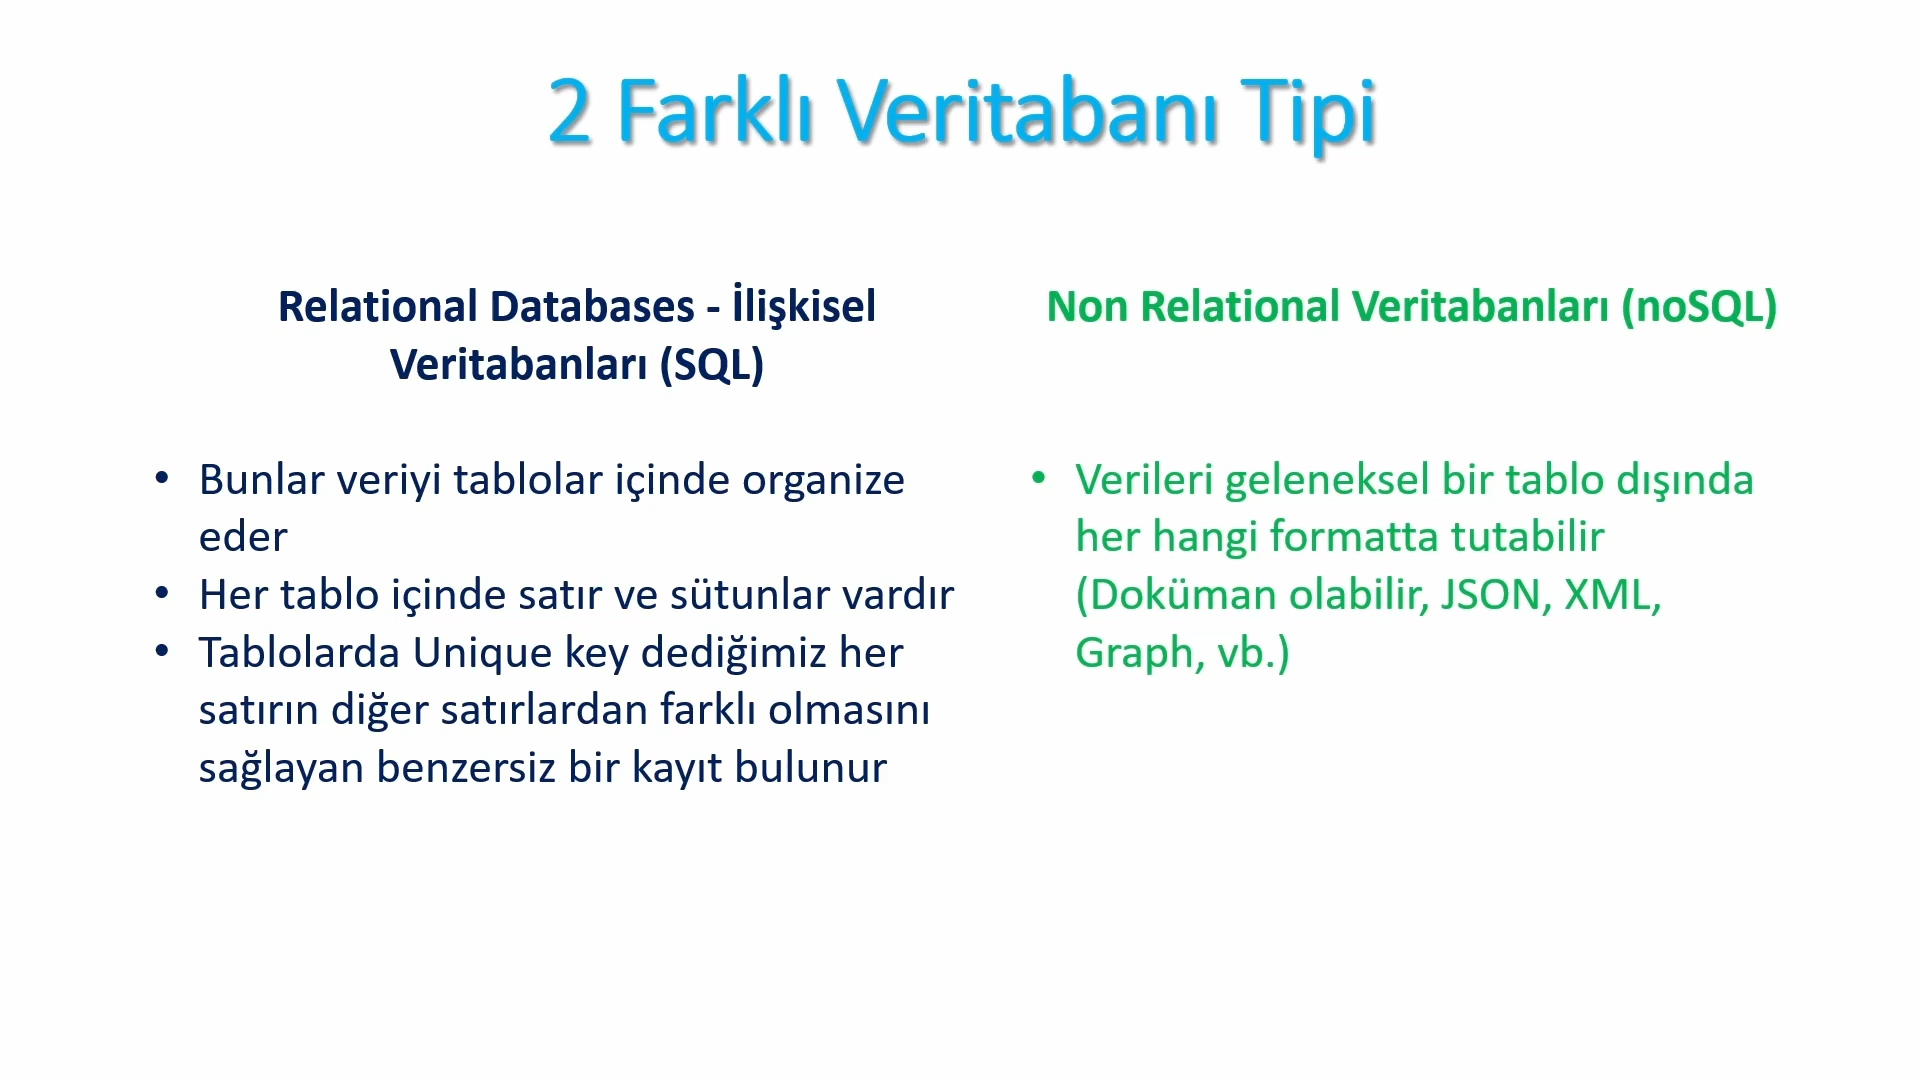 2 Farklı Veritabanı Tipi
Relational Databases - İlişkisel
Veritabanları (SQL)
• Bunlar veriyi tablolar içinde organize
eder
• Her tablo içinde satır ve sütunlar vardır
• Tablolarda Unique key dediğimiz her
satırın diğer satırlardan farklı olmasını
sağlayan benzersiz bir kayıt bulunur
Non Relational Veritabanları (noSQL)
• Verileri geleneksel bir tablo dışında
her hangi formatta tutabilir
(Doküman olabilir, JSON, XML,
Graph, vb.)